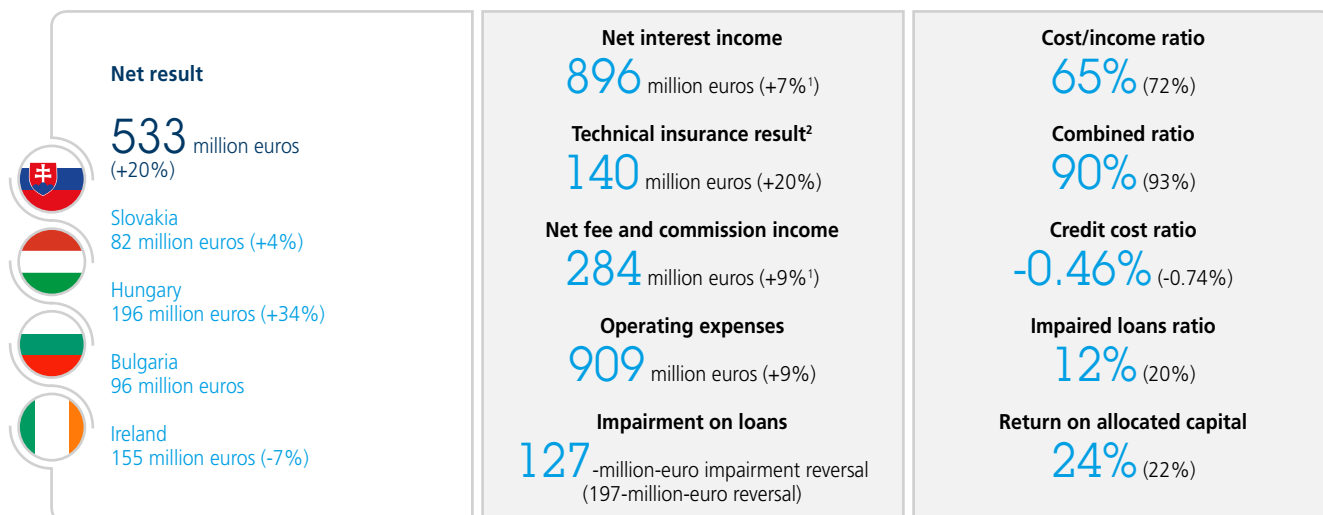 Net result
533 million euros
(+20%)
Slovakia
82 million euros (+4%)
Hungary
196 million euros (+34%)
Bulgaria
96 million euros
Ireland
155 million euros (-7%)
Net interest income
896 million euros (+7%¹)
Technical insurance result²
140 million euros (+20%)
Net fee and commission income
284 million euros (+9%¹)
Operating expenses
909 million euros (+9%)
Impairment on loans
127-million-euro impairment reversal
(197-million-euro reversal)
Cost/income ratio
65% (72%)
Combined ratio
90% (93%)
Credit cost ratio
-0.46% (-0.74%)
Impaired loans ratio
12% (20%)
Return on allocated capital
24% (22%)